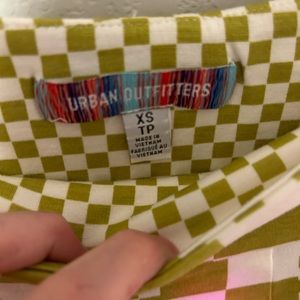 URBAN OUTFITTERS
XS
TP
MADE IN
VIETNAM
FABRIQUÉ AU
VIETNAM